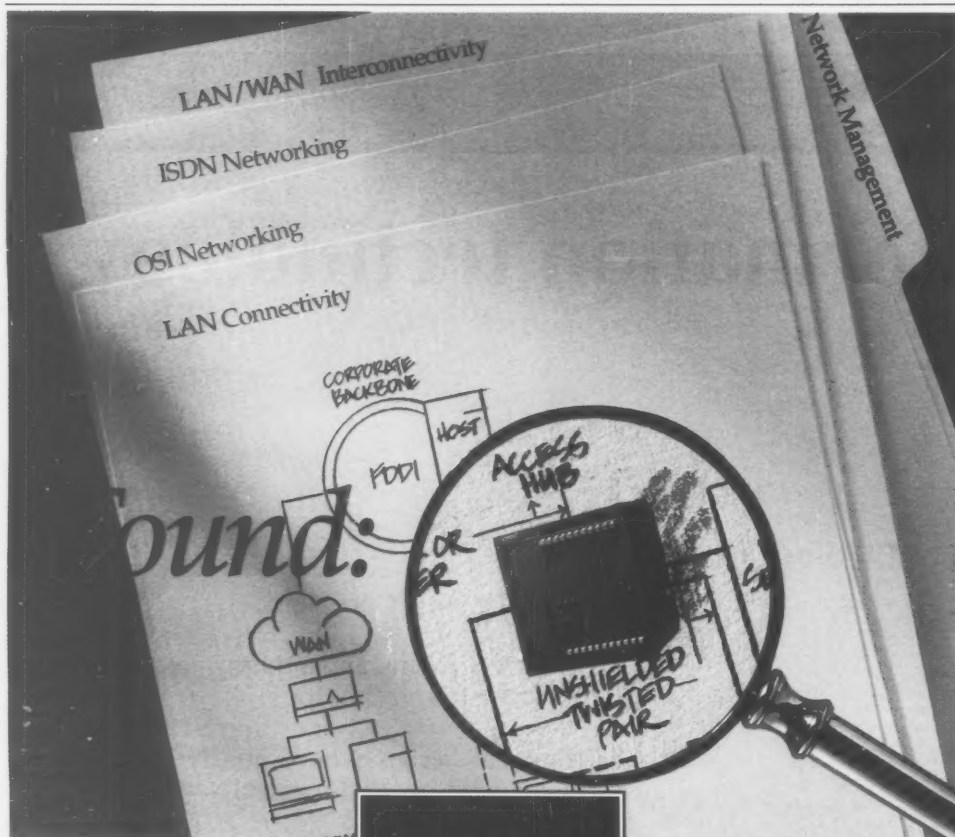 LAN/WAN Interconnectivity
Network Management
ISDN Networking
OSI Networking
LAN Connectivity
CORPORATE
BACKBONE
HOST
FDDI
ACCESS
HUB
ound:
OR
ER
WAN
UNSHIELDED
TWISTED
PAIR